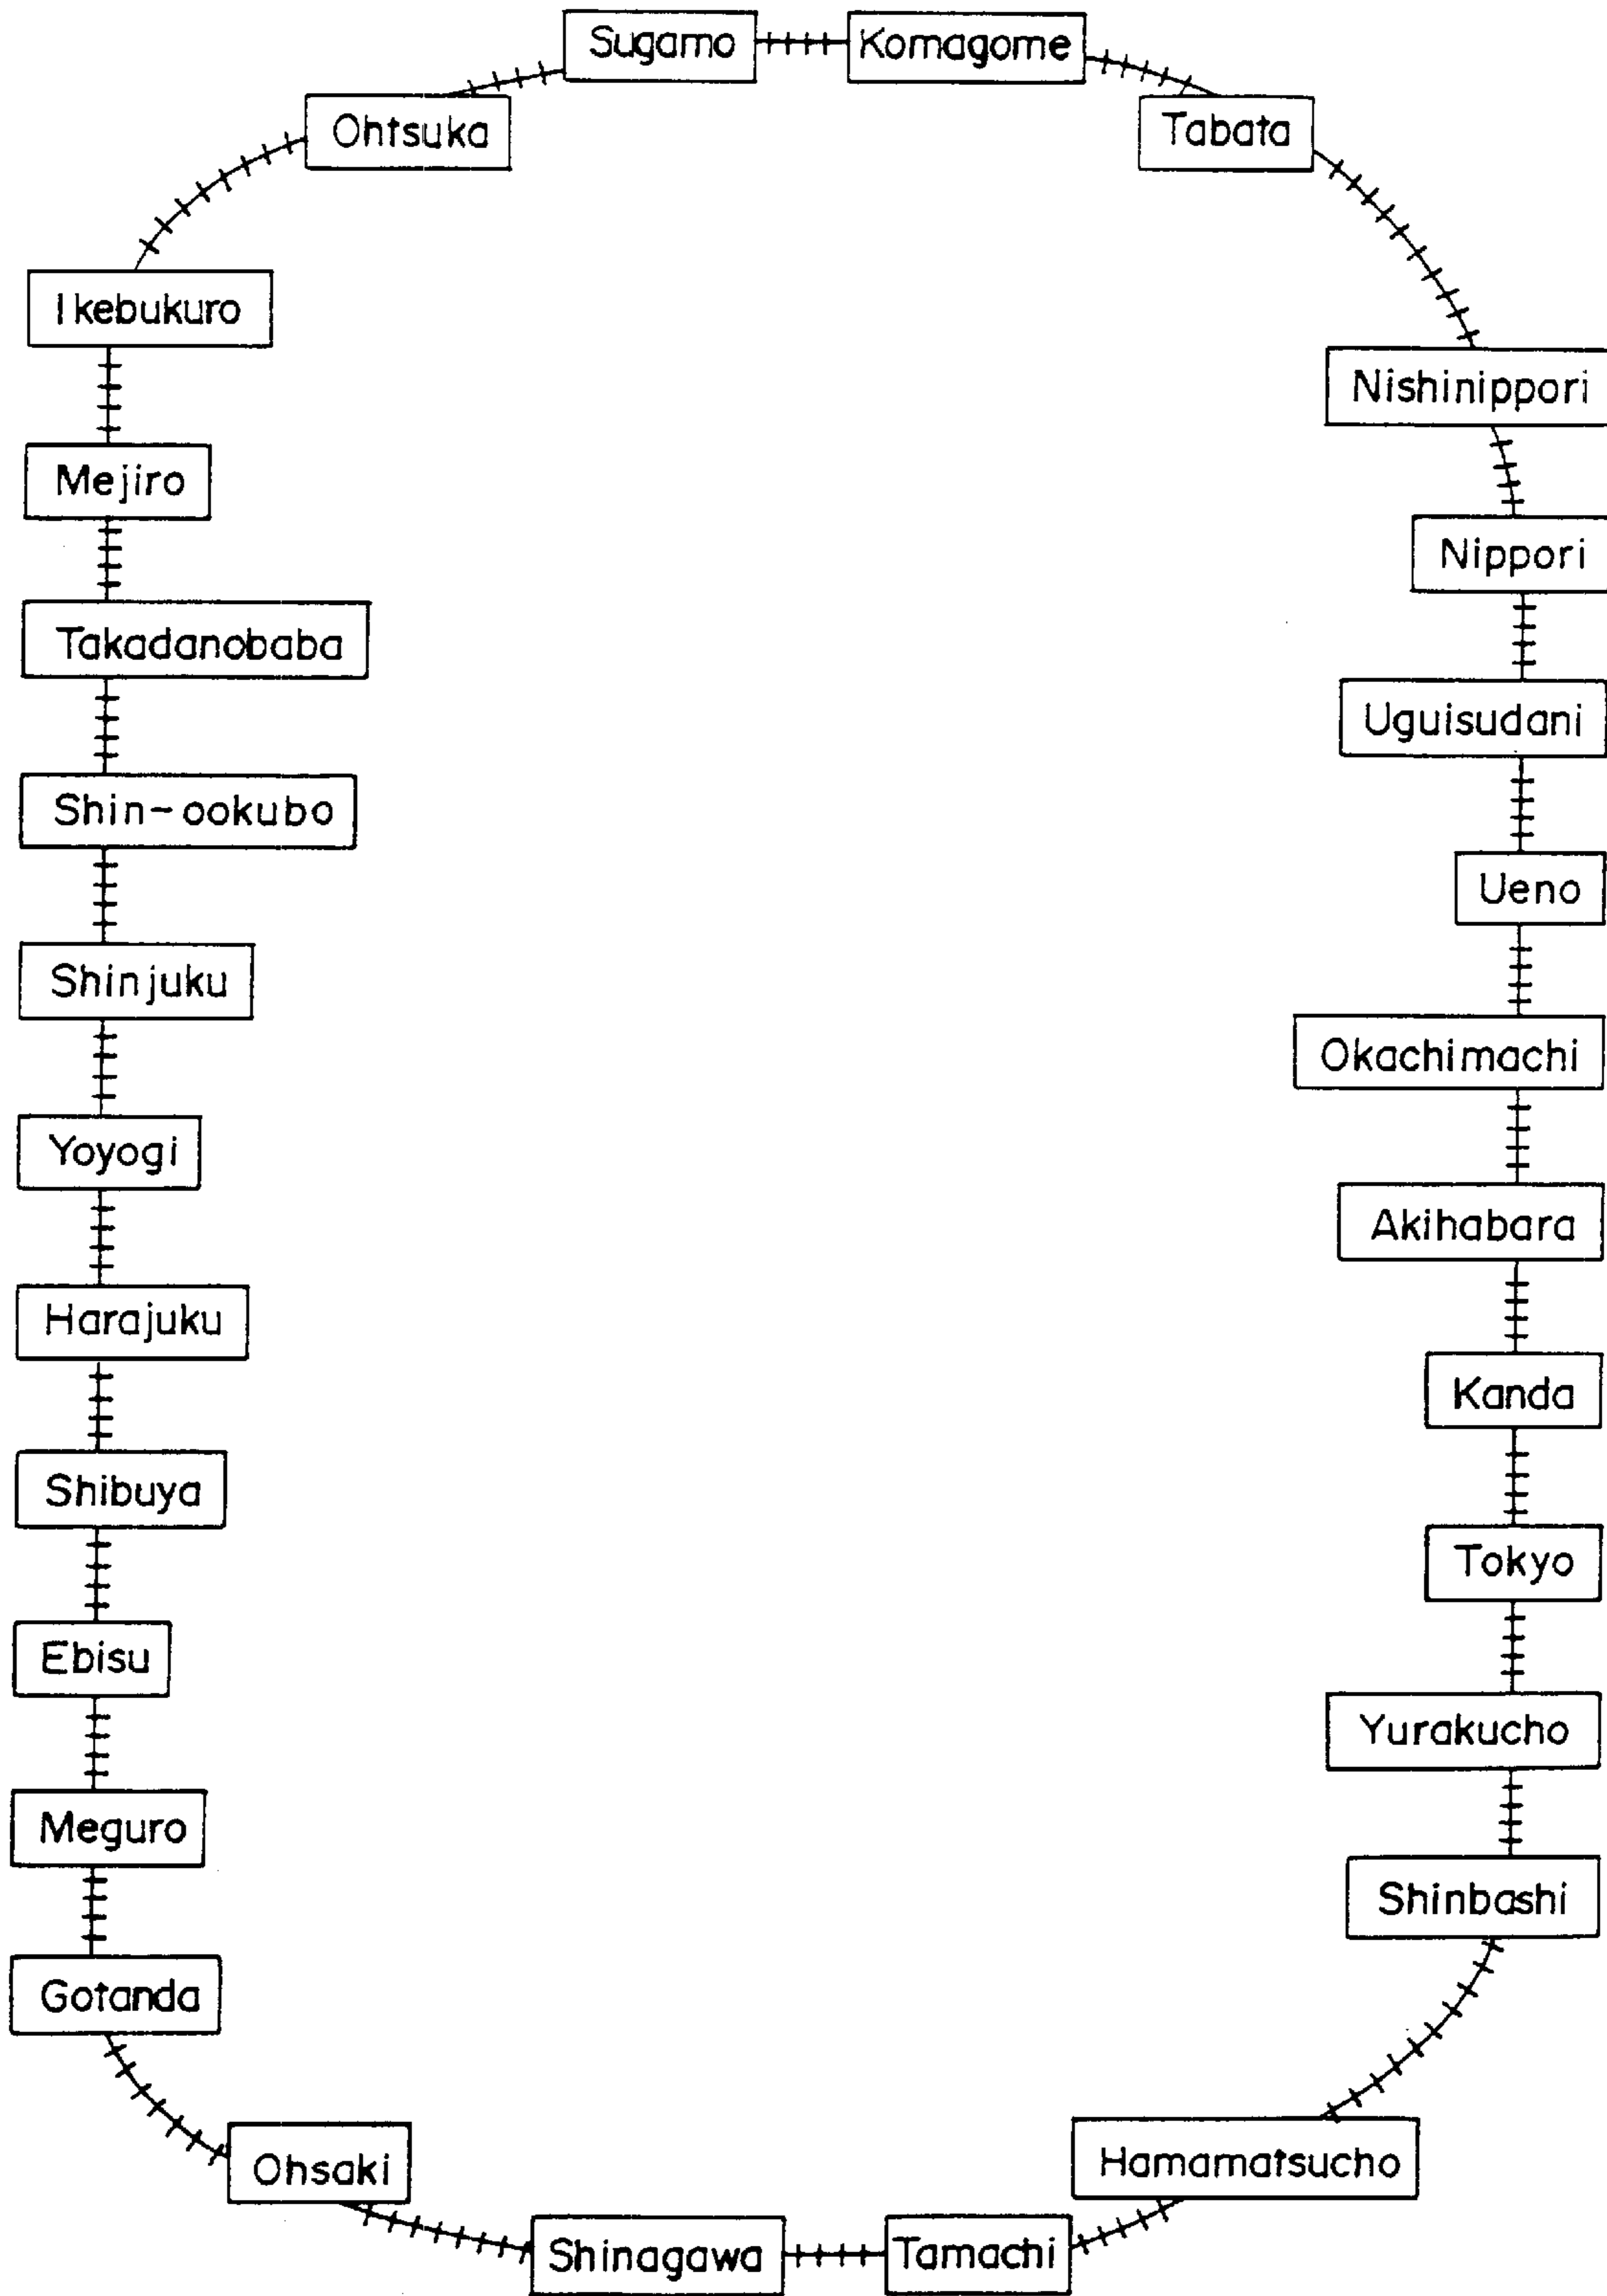 Sugamo
Komagome
Ohtsuka
Tabata
Ikebukuro
Nishinippori
Mejiro
Nippori
Takadanobaba
Uguisudani
Shin-ookubo
Ueno
Shinjuku
Okachimachi
Yoyogi
Akihabara
Harajuku
Kanda
Shibuya
Tokyo
Ebisu
Yurakucho
Meguro
Shinbashi
Gotanda
Hamamatsucho
Ohsaki
Shinagawa
Tamachi